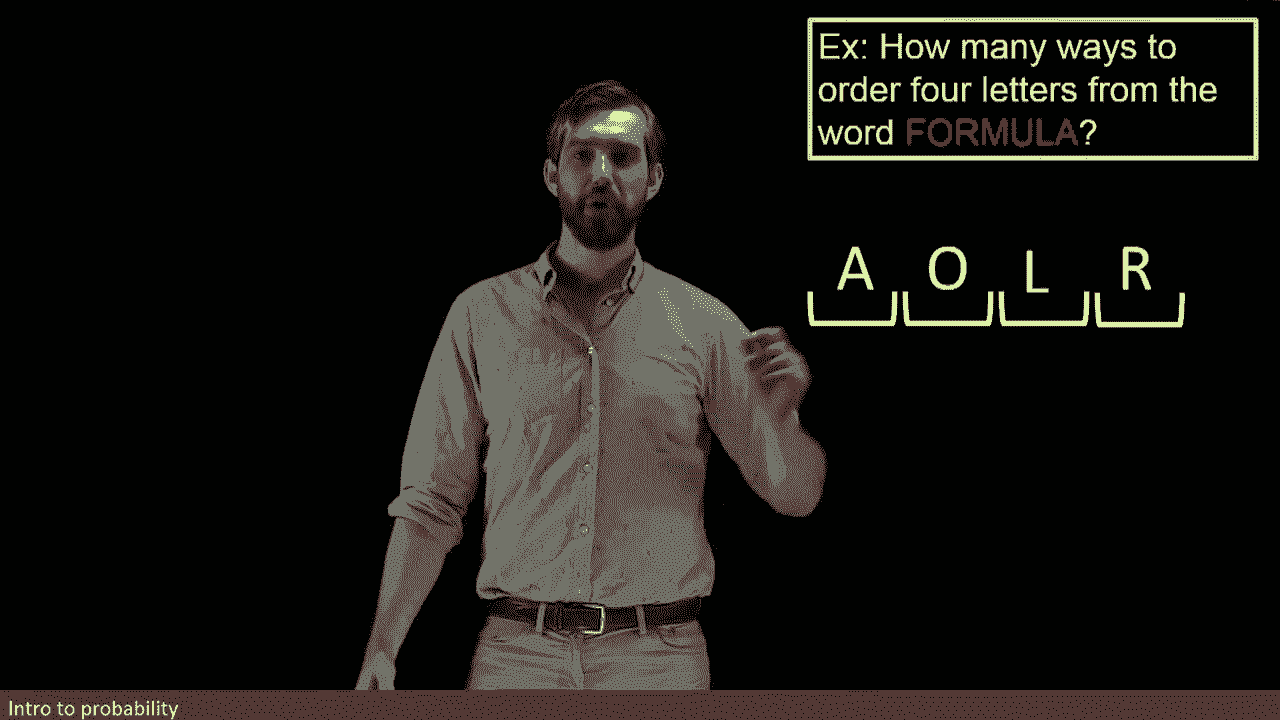 Ex: How many ways to
order four letters from the
word FORMULA?
A O L R
Intro to probability